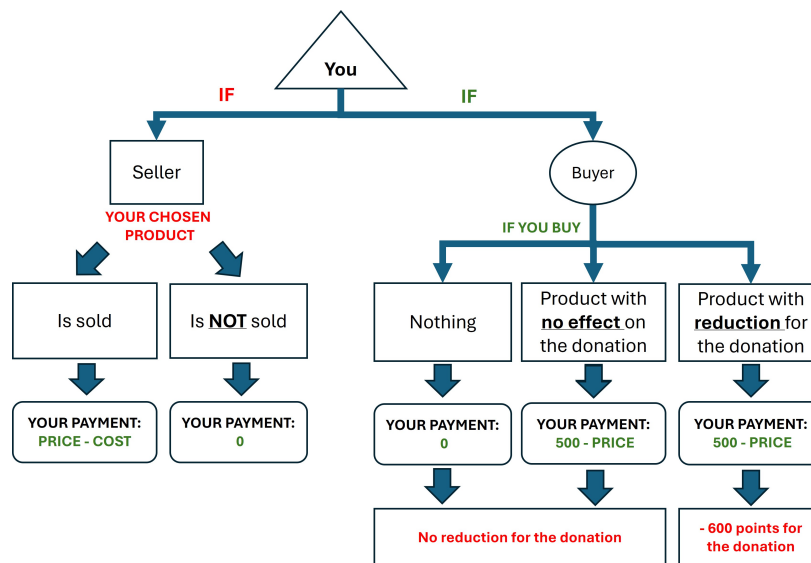 You
IF
IF
Seller
Buyer
YOUR CHOSEN
PRODUCT
IF YOU BUY
Is sold
Is NOT sold
Nothing
Product with
no effect on
the donation
Product with
reduction for
the donation
YOUR PAYMENT:
PRICE - COST
YOUR PAYMENT:
0
YOUR PAYMENT:
0
YOUR PAYMENT:
500 - PRICE
YOUR PAYMENT:
500 - PRICE
No reduction for the donation
- 600 points for
the donation